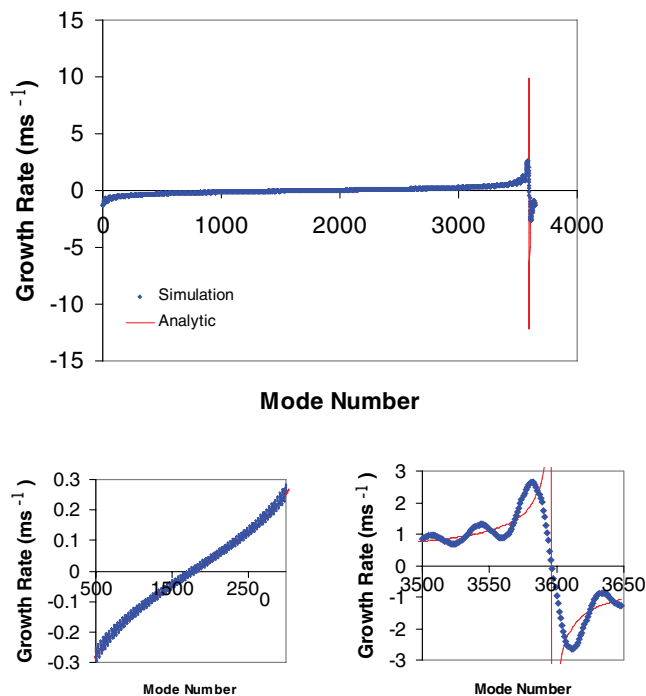 15
10
5
0
-5
-10
-15
0 1000 2000 3000 4000
Growth Rate (ms -1)
Simulation
Analytic
Mode Number
0.3
0.2
0.1
0
-0.1
-0.2
-0.3
500 1500 250
0
Growth Rate (ms -1)
Mode Number
3
2
1
0
-1
-2
-3
3500 3550 3600 3650
Growth Rate (ms -1)
Mode Number